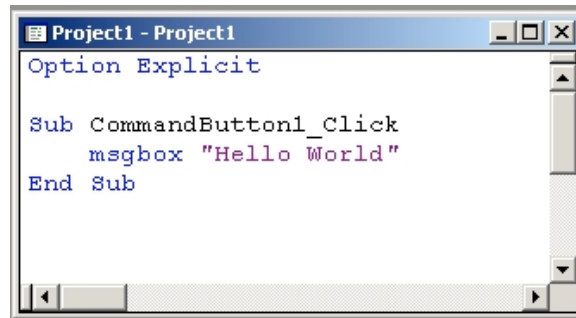 Project1 - Project1
Option Explicit
Sub CommandButton1_Click
msgbox "Hello World"
End Sub